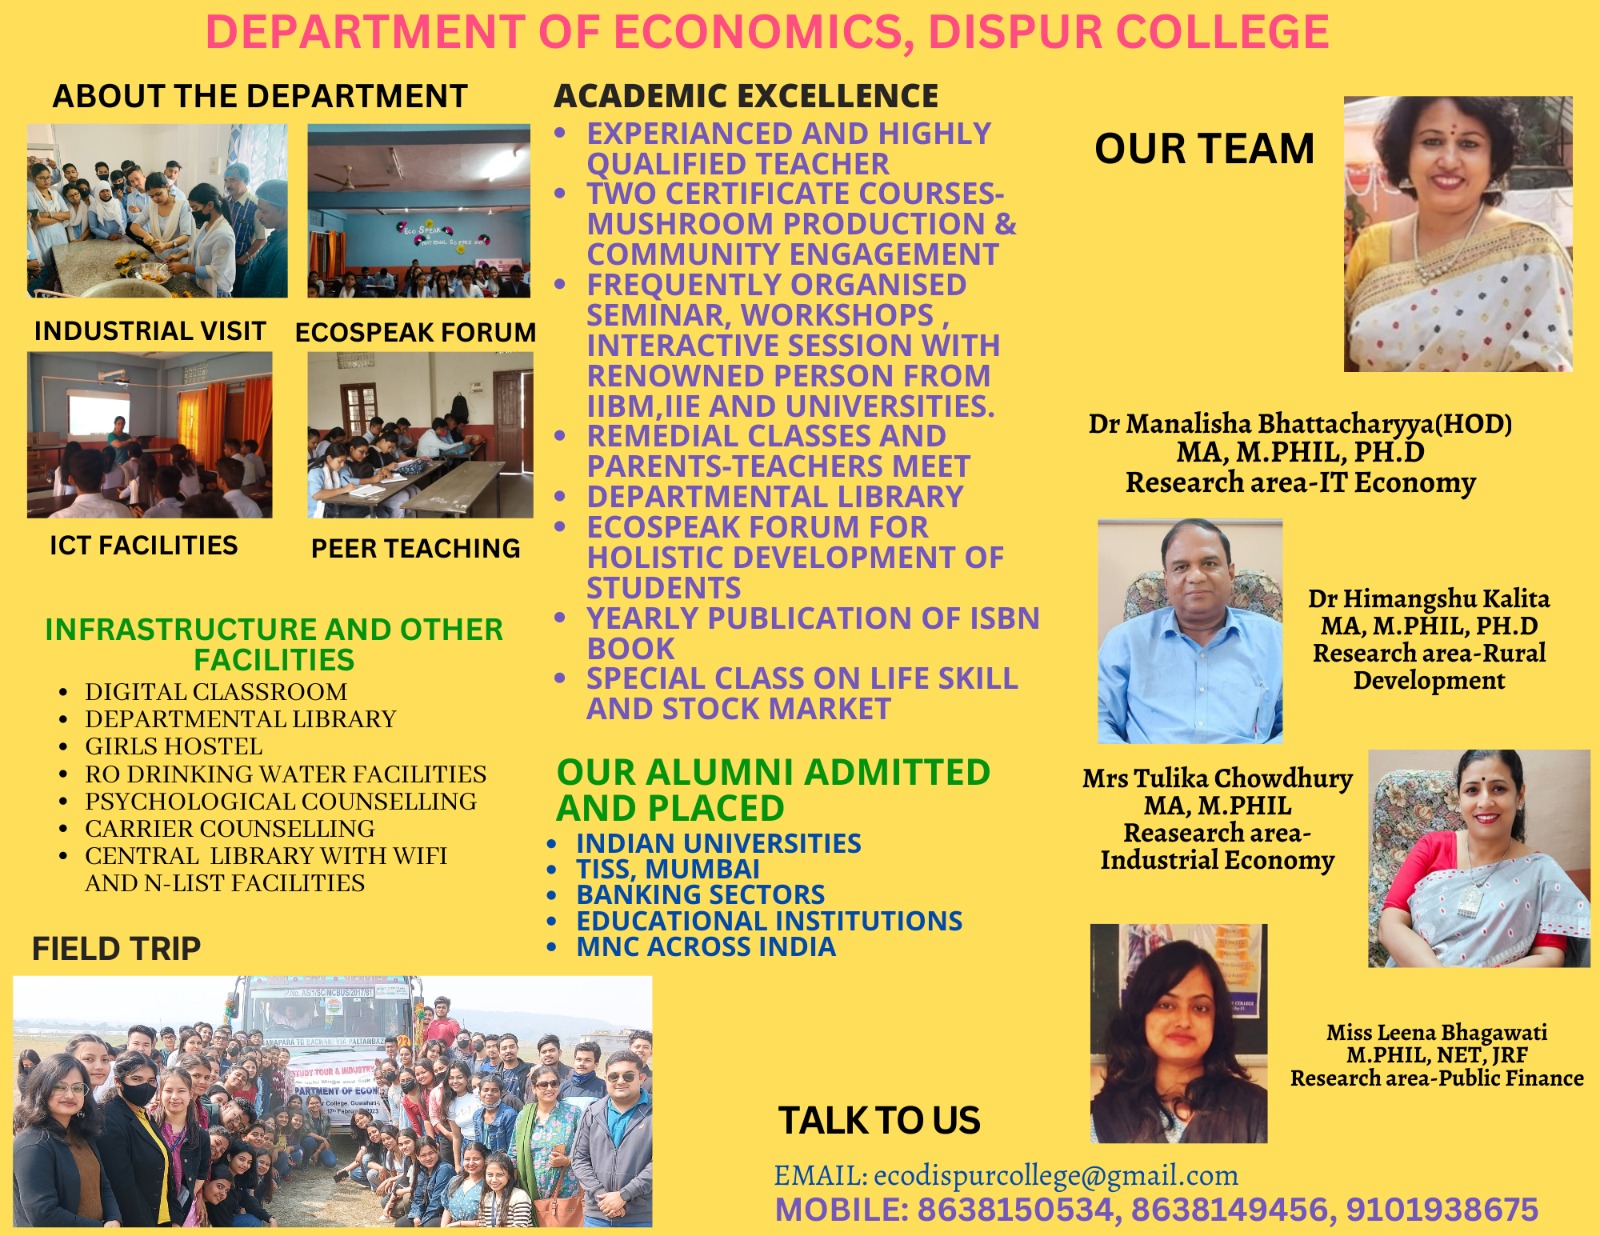 DEPARTMENT OF ECONOMICS, DISPUR COLLEGE
ABOUT THE DEPARTMENT
INDUSTRIAL VISIT
ECOSPEAK FORUM
ICT FACILITIES
PEER TEACHING
INFRASTRUCTURE AND OTHER
FACILITIES
• DIGITAL CLASSROOM
• DEPARTMENTAL LIBRARY
• GIRLS HOSTEL
• RO DRINKING WATER FACILITIES
• PSYCHOLOGICAL COUNSELLING
• CARRIER COUNSELLING
• CENTRAL LIBRARY WITH WIFI
AND N-LIST FACILITIES
FIELD TRIP
STUDY TOUR & INDUSTR
PARTMENT OF ECON
ACADEMIC EXCELLENCE
• EXPERIANCED AND HIGHLY
QUALIFIED TEACHER
• TWO CERTIFICATE COURSES-
MUSHROOM PRODUCTION &
COMMUNITY ENGAGEMENT
• FREQUENTLY ORGANISED
SEMINAR, WORKSHOPS ,
INTERACTIVE SESSION WITH
RENOWNED PERSON FROM
IIBM,IIE AND UNIVERSITIES.
• REMEDIAL CLASSES AND
PARENTS-TEACHERS MEET
• DEPARTMENTAL LIBRARY
• ECOSPEAK FORUM FOR
HOLISTIC DEVELOPMENT OF
STUDENTS
• YEARLY PUBLICATION OF ISBN
BOOK
• SPECIAL CLASS ON LIFE SKILL
AND STOCK MARKET
OUR ALUMNI ADMITTED
AND PLACED
• INDIAN UNIVERSITIES
• TISS, MUMBAI
• BANKING SECTORS
• EDUCATIONAL INSTITUTIONS
• MNC ACROSS INDIA
OUR TEAM
Dr Manalisha Bhattacharyya(HOD)
MA, M.PHIL, PH.D
Research area-IT Economy
Dr Himangshu Kalita
MA, M.PHIL, PH.D
Research area-Rural
Development
Mrs Tulika Chowdhury
MA, M.PHIL
Reasearch area-
Industrial Economy
Miss Leena Bhagawati
M.PHIL, NET, JRF
Research area-Public Finance
TALK TO US
EMAIL: ecodispurcollege@gmail.com
MOBILE: 8638150534, 8638149456, 9101938675